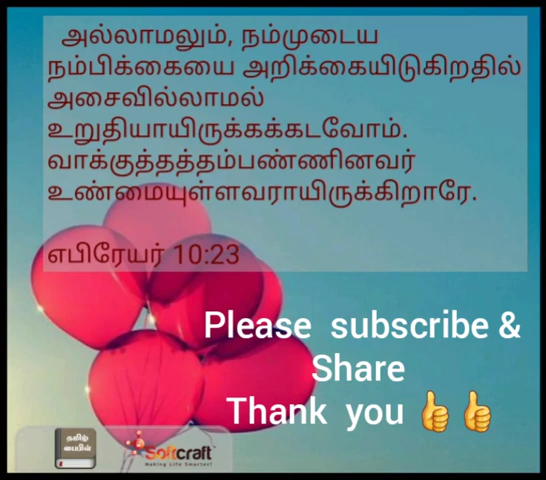 அல்லாமலும், நம்முடைய
நம்பிக்கையை அறிக்கையிடுகிறதில்
அசைவில்லாமல்
உறுதியாயிருக்கக்கடவோம்.
வாக்குத்தத்தம்பண்ணினவர்
உண்மையுள்ளவராயிருக்கிறாரே.
எபிரேயர் 10:23
Please subscribe &
Share
Thank you 👍👍
தமிழ்
பைபிள்
Softcraft
Making Life Smarter!